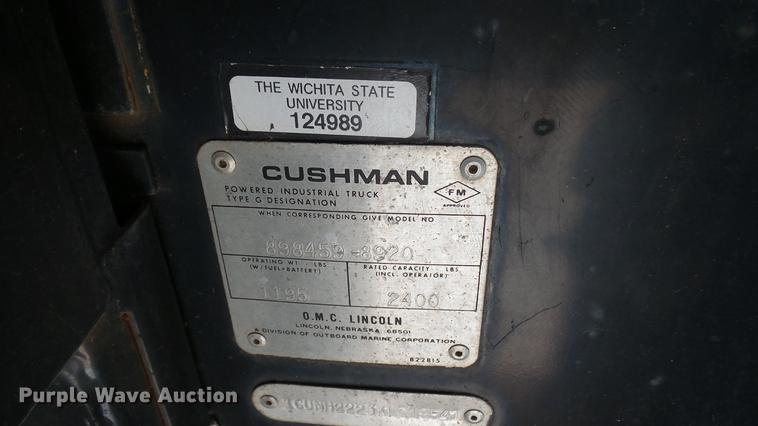 THE WICHITA STATE
UNIVERSITY
124989
CUSHMAN
POWERED INDUSTRIAL TRUCK
TYPE G DESIGNATION
FM
APPROVED
WHEN CORRESPONDING GIVE MODEL NO
898459-8920
OPERATING WT. - LBS
(W/FUEL+BATTERY)
RATED CAPACITY - LBS.
(INCL. OPERATOR)
1195
2400
O.M.C. LINCOLN
LINCOLN, NEBRASKA 68501
A DIVISION OF OUTBOARD MARINE CORPORATION
822815
Purple Wave Auction